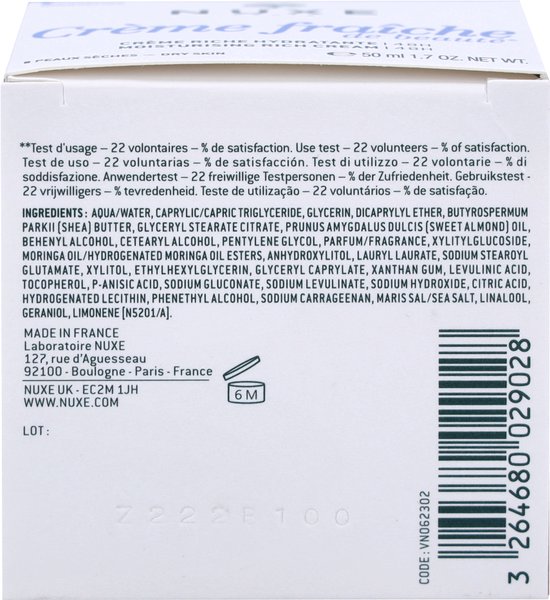 NUXE
Crème fraîche
de beauté
CRÈME RICHE HYDRATANTE | 48H
MOISTURISING RICH CREAM | 48H
PEAUX SÈCHES - DRY SKIN
℮ 50 ml 1.7 OZ. NET WT.
**Test d'usage – 22 volontaires – % de satisfaction. Use test – 22 volunteers – % of satisfaction.
Test de uso – 22 voluntarias – % de satisfacción. Test di utilizzo – 22 volontarie – % di
soddisfazione. Anwendertest – 22 freiwillige Testpersonen – % der Zufriedenheit. Gebruikstest -
22 vrijwilligers – % tevredenheid. Teste de utilização – 22 voluntários – % de satisfação.
INGREDIENTS : AQUA/WATER, CAPRYLIC/CAPRIC TRIGLYCERIDE, GLYCERIN, DICAPRYLYL ETHER, BUTYROSPERMUM
PARKII (SHEA) BUTTER, GLYCERYL STEARATE CITRATE, PRUNUS AMYGDALUS DULCIS (SWEET ALMOND) OIL,
BEHENYL ALCOHOL, CETEARYL ALCOHOL, PENTYLENE GLYCOL, PARFUM/FRAGRANCE, XYLITYLGLUCOSIDE,
MORINGA OIL/HYDROGENATED MORINGA OIL ESTERS, ANHYDROXYLITOL, LAURYL LAURATE, SODIUM STEAROYL
GLUTAMATE, XYLITOL, ETHYLHEXYLGLYCERIN, GLYCERYL CAPRYLATE, XANTHAN GUM, LEVULINIC ACID,
TOCOPHEROL, P-ANISIC ACID, SODIUM GLUCONATE, SODIUM LEVULINATE, SODIUM HYDROXIDE, CITRIC ACID,
HYDROGENATED LECITHIN, PHENETHYL ALCOHOL, SODIUM CARRAGEENAN, MARIS SAL/SEA SALT, LINALOOL,
GERANIOL, LIMONENE [N5201/A].
MADE IN FRANCE
Laboratoire NUXE
127, rue d'Aguesseau
92100 - Boulogne - Paris - France
NUXE UK - EC2M 1JH
WWW.NUXE.COM
6 M
LOT :
Z222B100
CODE : VN062302
3 264680 029028